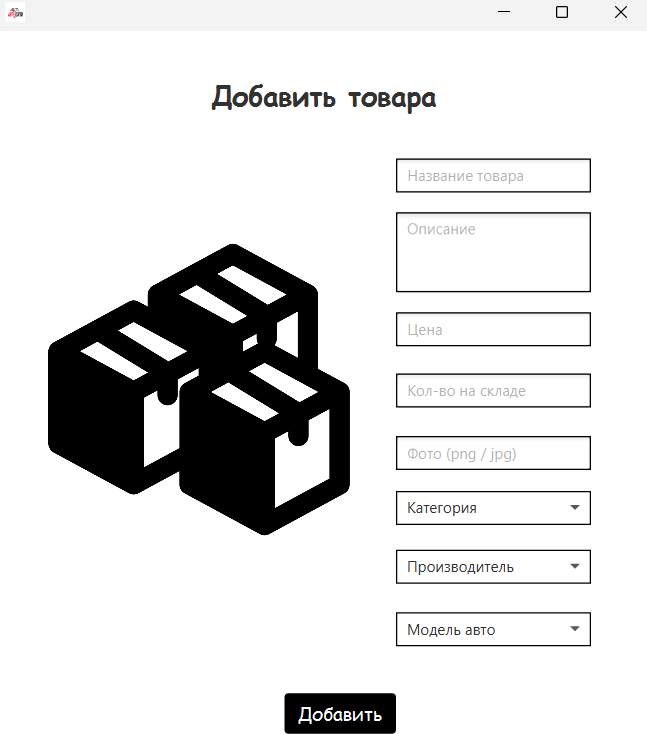 Добавить товара
Название товара
Описание
Цена
Кол-во на складе
Фото (png / jpg)
Категория
Производитель
Модель авто
Добавить